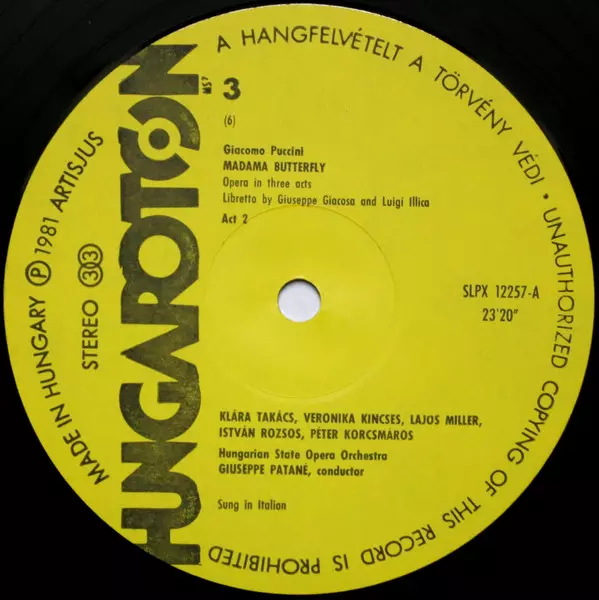 A HANGFELVÉTELT A TÖRVÉNY VÉDI • UNAUTHORIZED COPYING OF THIS RECORD IS PROHIBITED
MADE IN HUNGARY Ⓟ 1981 ARTISJUS
STEREO 303
HUNGAROTON
MS7
3
(6)
Giacomo Puccini
MADAMA BUTTERFLY
Opera in three acts
Libretto by Giuseppe Giacosa and Luigi Illica
Act 2
SLPX 12257-A
23'20"
KLÁRA TAKÁCS, VERONIKA KINCSES, LAJOS MILLER,
ISTVÁN ROZSOS, PÉTER KORCSMÁROS
Hungarian State Opera Orchestra
GIUSEPPE PATANÉ, conductor
Sung in Italian